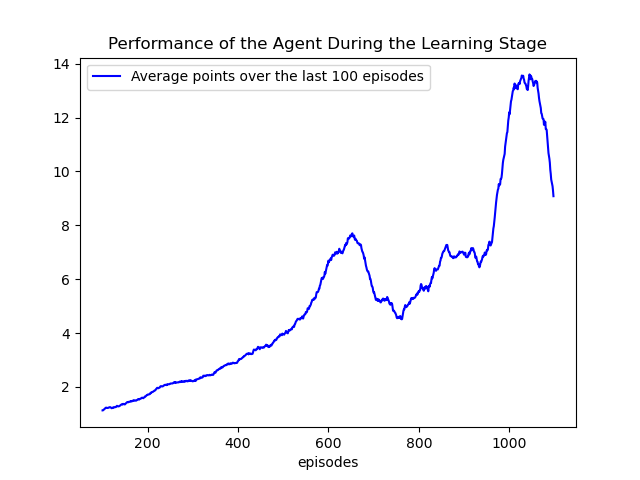 Performance of the Agent During the Learning Stage
Average points over the last 100 episodes
14
12
10
8
6
4
2
200 400 600 800 1000
episodes